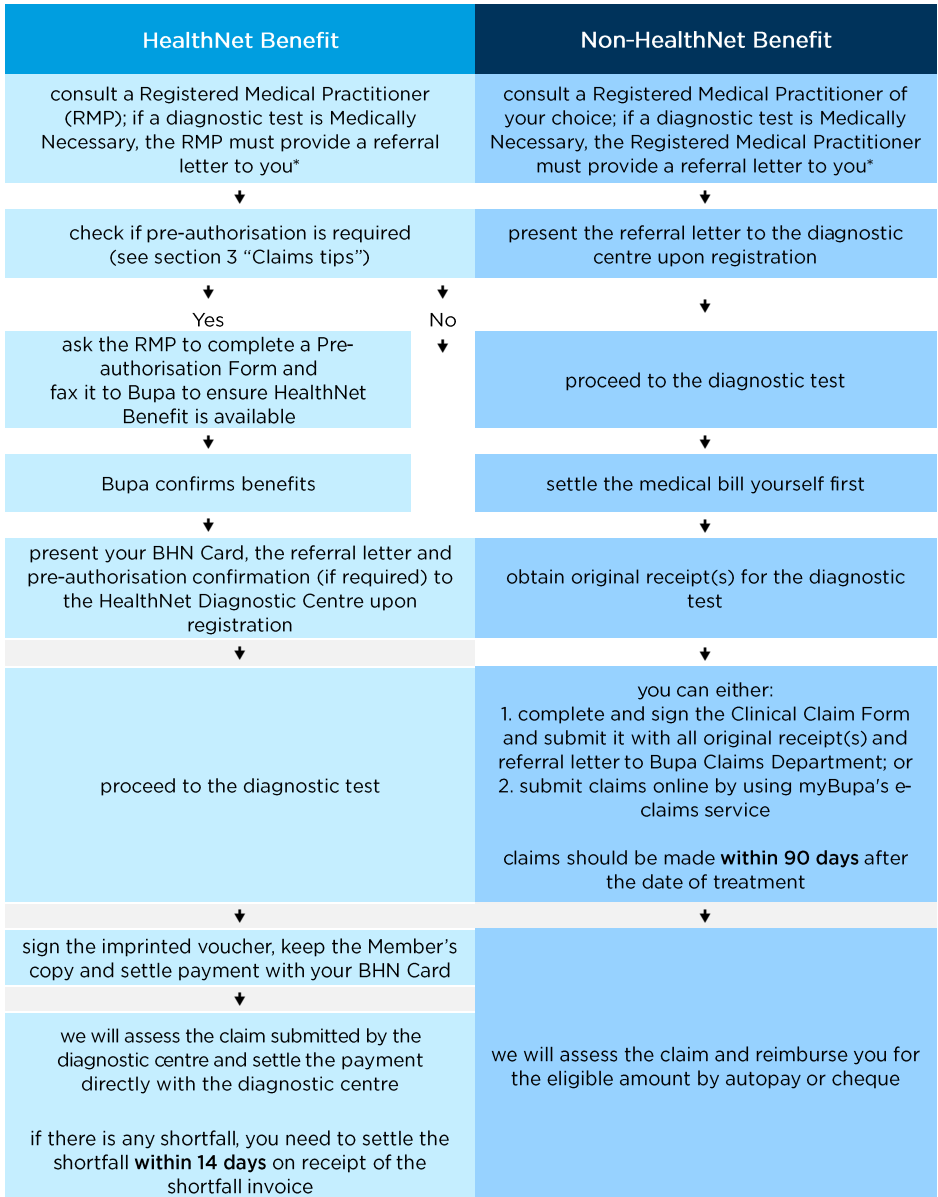 HealthNet Benefit
Non-HealthNet Benefit
consult a Registered Medical Practitioner
(RMP); if a diagnostic test is Medically
Necessary, the RMP must provide a referral
letter to you*
consult a Registered Medical Practitioner of
your choice; if a diagnostic test is Medically
Necessary, the Registered Medical Practitioner
must provide a referral letter to you*
check if pre-authorisation is required
(see section 3 “Claims tips”)
present the referral letter to the diagnostic
centre upon registration
Yes
No
ask the RMP to complete a Pre-
authorisation Form and
fax it to Bupa to ensure HealthNet
Benefit is available
proceed to the diagnostic test
Bupa confirms benefits
settle the medical bill yourself first
present your BHN Card, the referral letter and
pre-authorisation confirmation (if required) to
the HealthNet Diagnostic Centre upon
registration
obtain original receipt(s) for the diagnostic
test
proceed to the diagnostic test
you can either:
1. complete and sign the Clinical Claim Form
and submit it with all original receipt(s) and
referral letter to Bupa Claims Department; or
2. submit claims online by using myBupa's e-
claims service
claims should be made within 90 days after
the date of treatment
sign the imprinted voucher, keep the Member’s
copy and settle payment with your BHN Card
we will assess the claim submitted by the
diagnostic centre and settle the payment
directly with the diagnostic centre
if there is any shortfall, you need to settle the
shortfall within 14 days on receipt of the
shortfall invoice
we will assess the claim and reimburse you for
the eligible amount by autopay or cheque